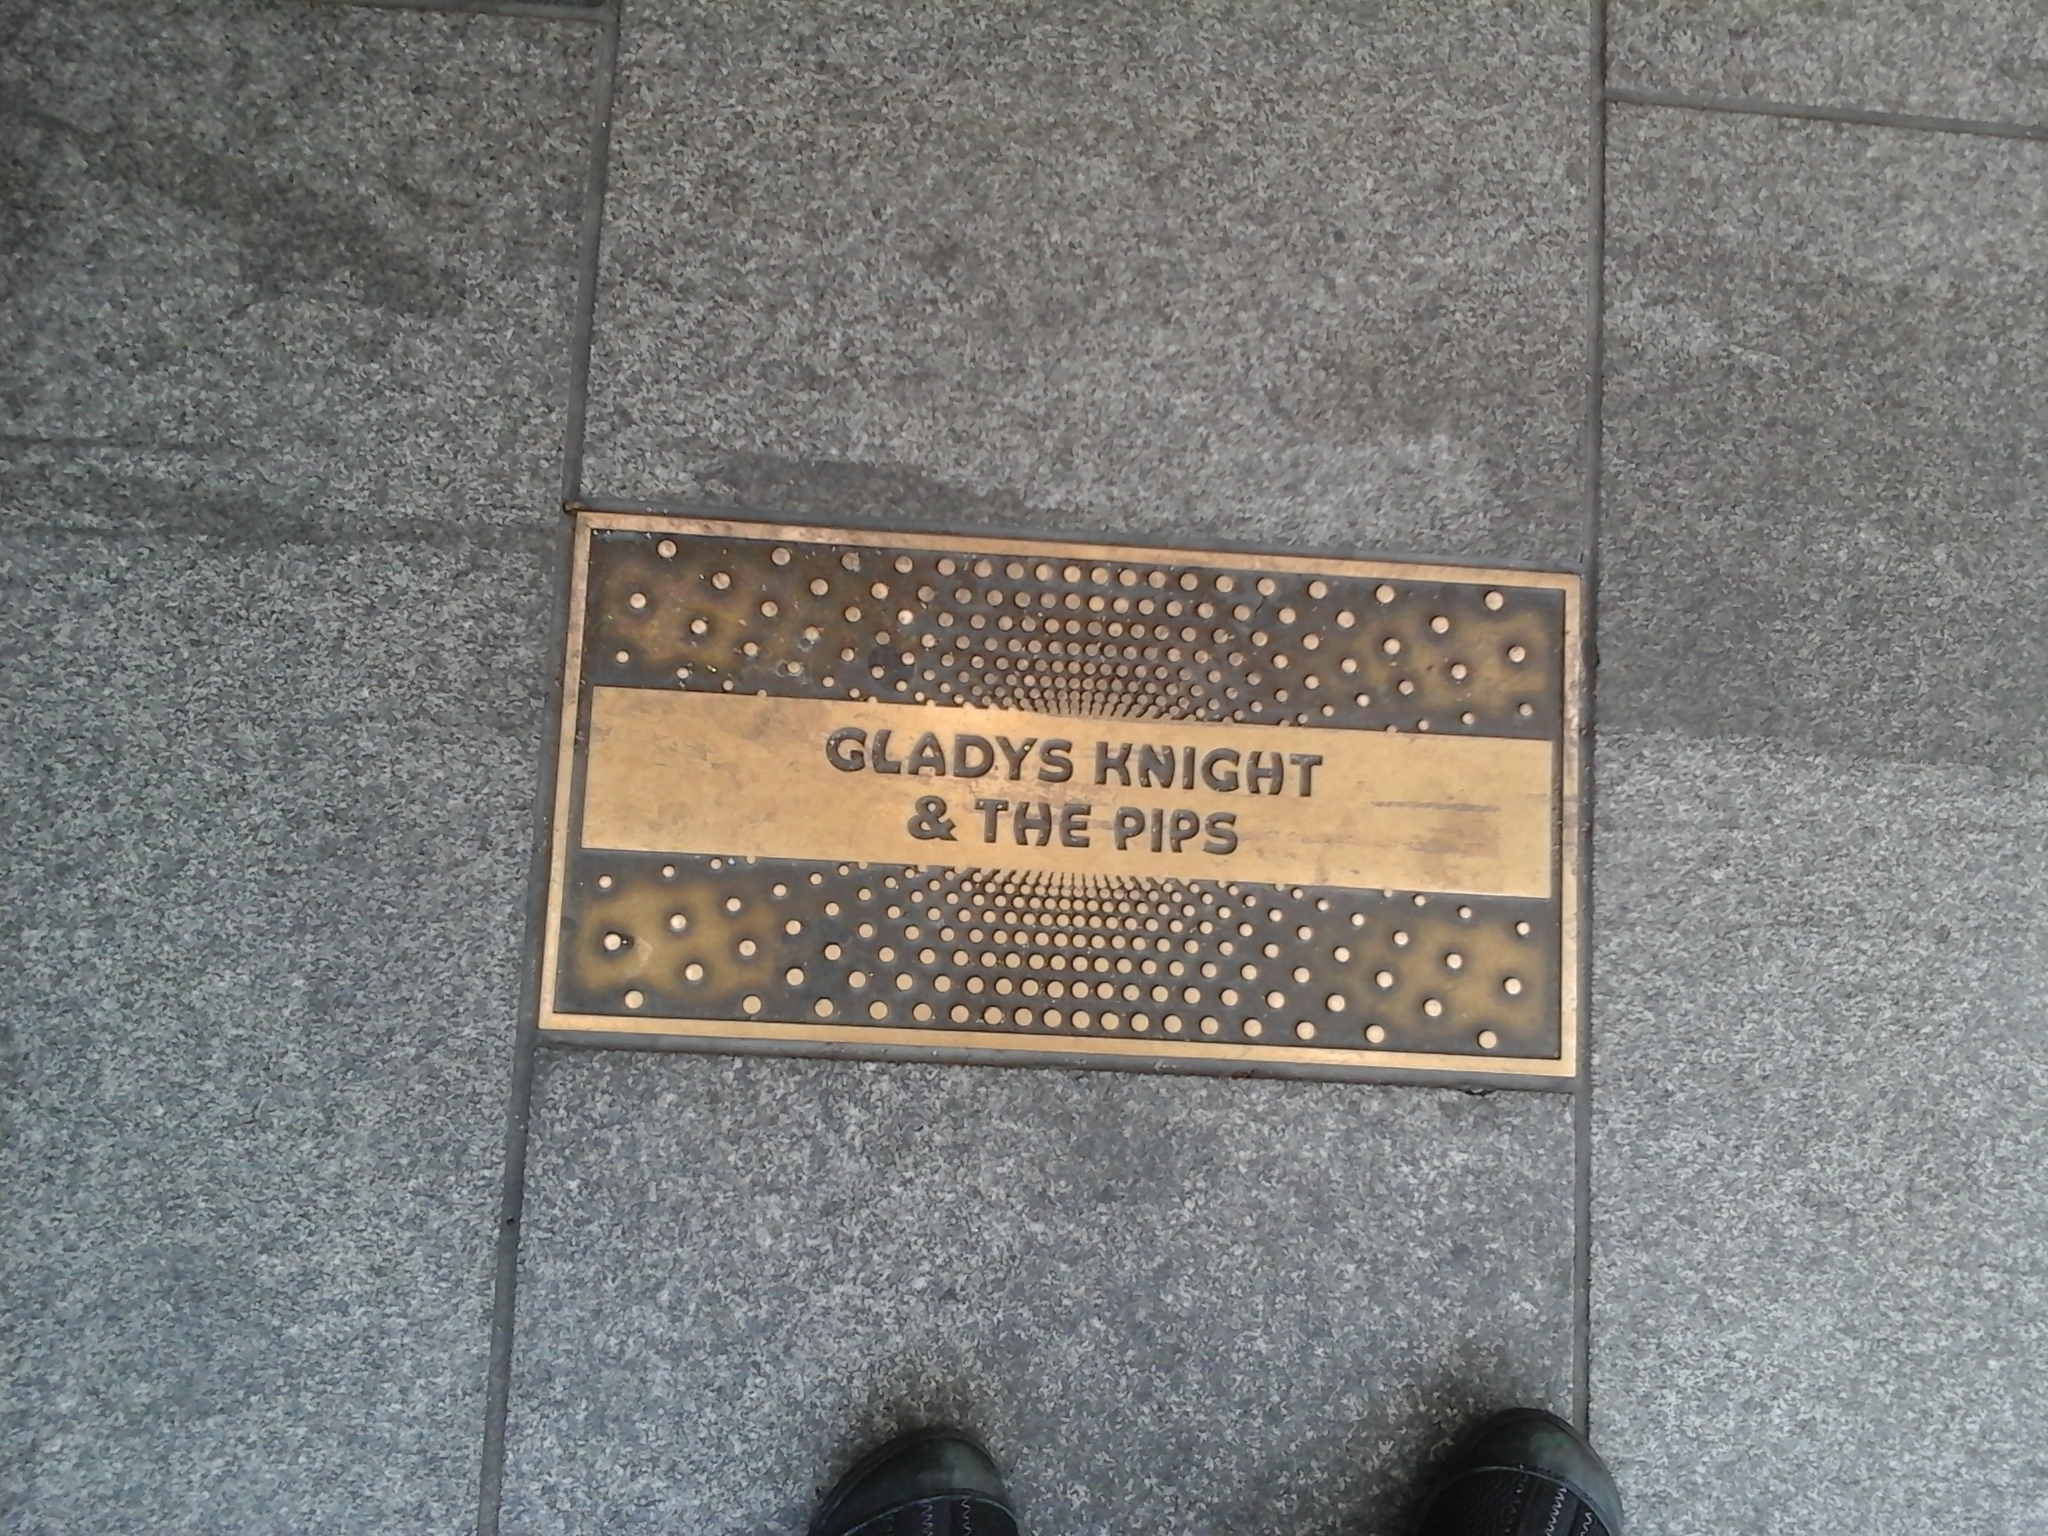 GLADYS KNIGHT
& THE PIPS